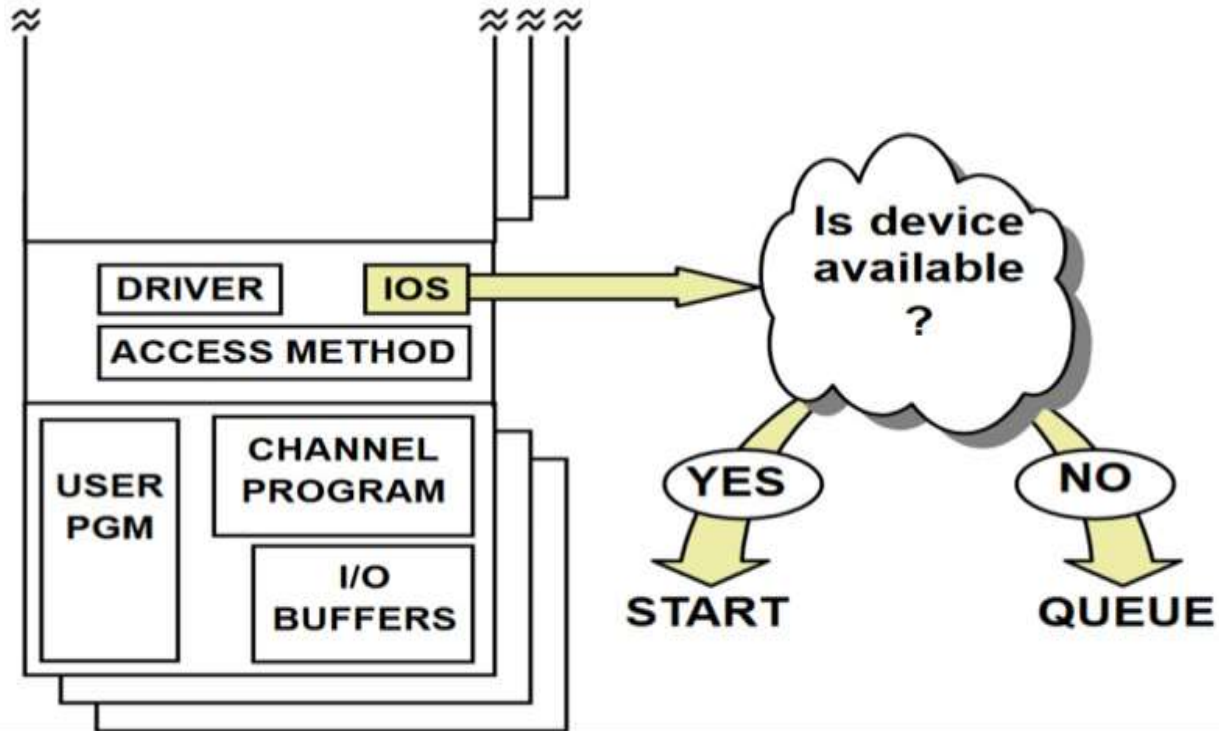 DRIVER
IOS
ACCESS METHOD
USER
PGM
CHANNEL
PROGRAM
I/O
BUFFERS
Is device
available
?
YES
NO
START
QUEUE